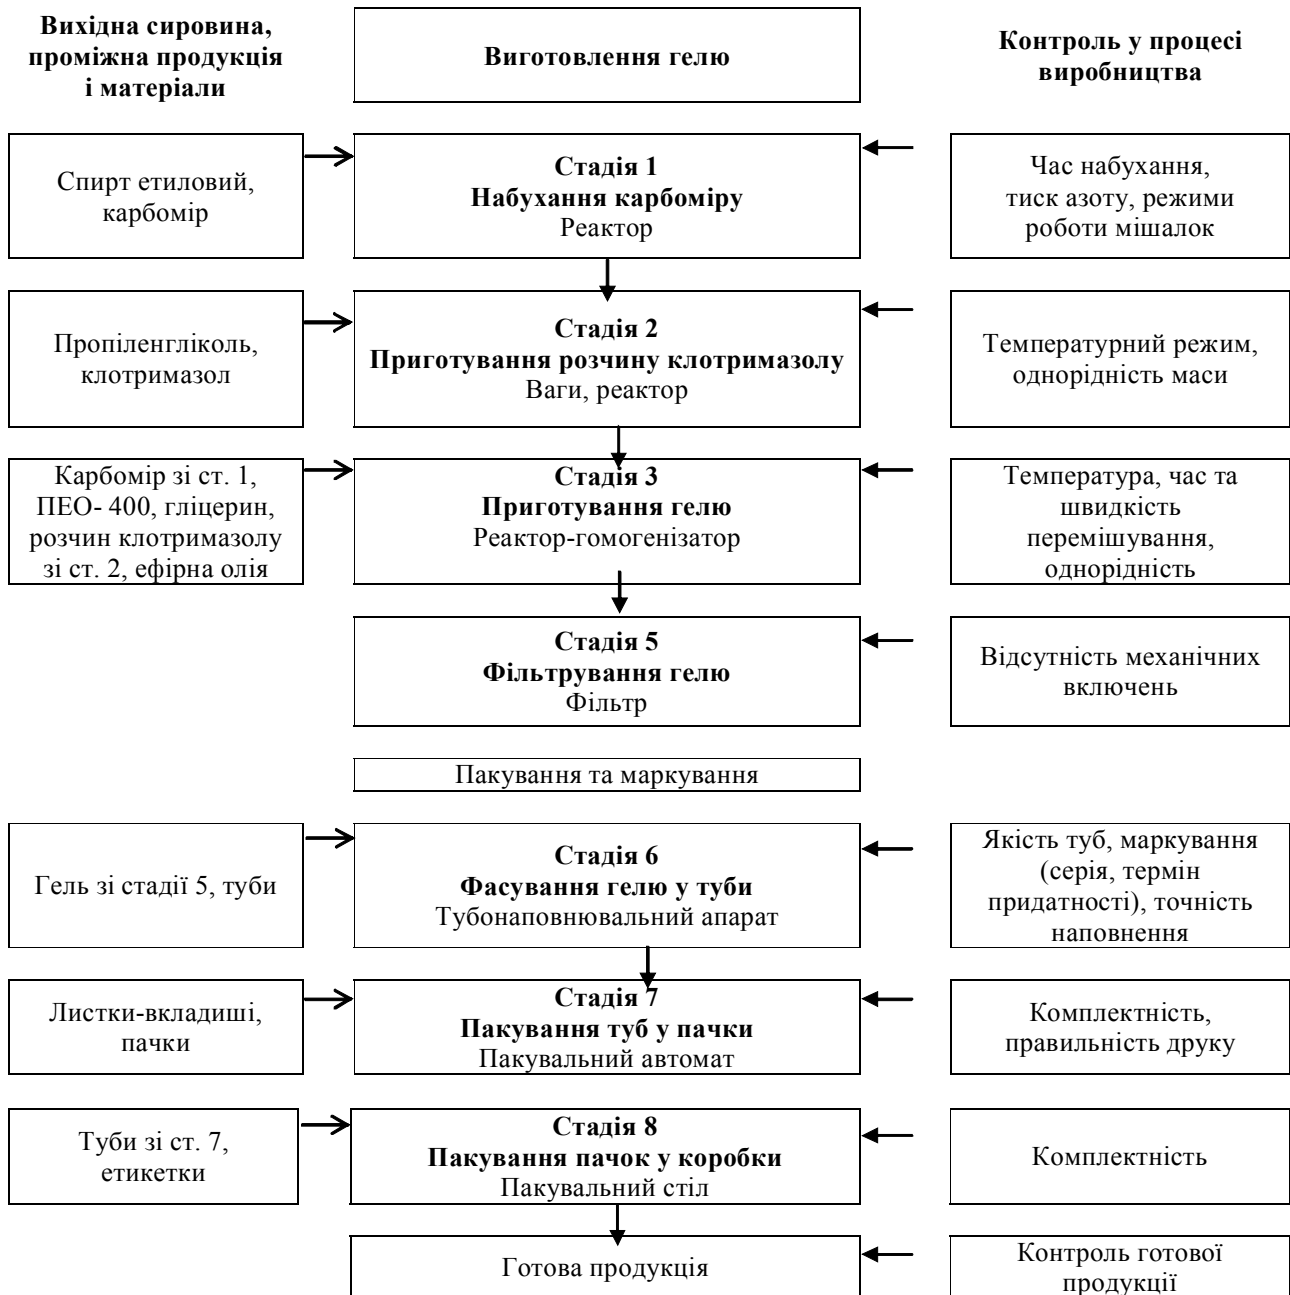 Вихідна сировина,
проміжна продукція
і матеріали
Виготовлення гелю
Контроль у процесі
виробництва
Спирт етиловий,
карбомір
Стадія 1
Набухання карбоміру
Реактор
Час набухання,
тиск азоту, режими
роботи мішалок
Пропіленгліколь,
клотримазол
Стадія 2
Приготування розчину клотримазолу
Ваги, реактор
Температурний режим,
однорідність маси
Карбомір зі ст. 1,
ПЕО- 400, гліцерин,
розчин клотримазолу
зі ст. 2, ефірна олія
Стадія 3
Приготування гелю
Реактор-гомогенізатор
Температура, час та
швидкість
перемішування,
однорідність
Стадія 5
Фільтрування гелю
Фільтр
Відсутність механічних
включень
Пакування та маркування
Гель зі стадії 5, туби
Стадія 6
Фасування гелю у туби
Тубонаповнювальний апарат
Якість туб, маркування
(серія, термін
придатності), точність
наповнення
Листки-вкладиші,
пачки
Стадія 7
Пакування туб у пачки
Пакувальний автомат
Комплектність,
правильність друку
Туби зі ст. 7,
етикетки
Стадія 8
Пакування пачок у коробки
Пакувальний стіл
Комплектність
Готова продукція
Контроль готової
продукції